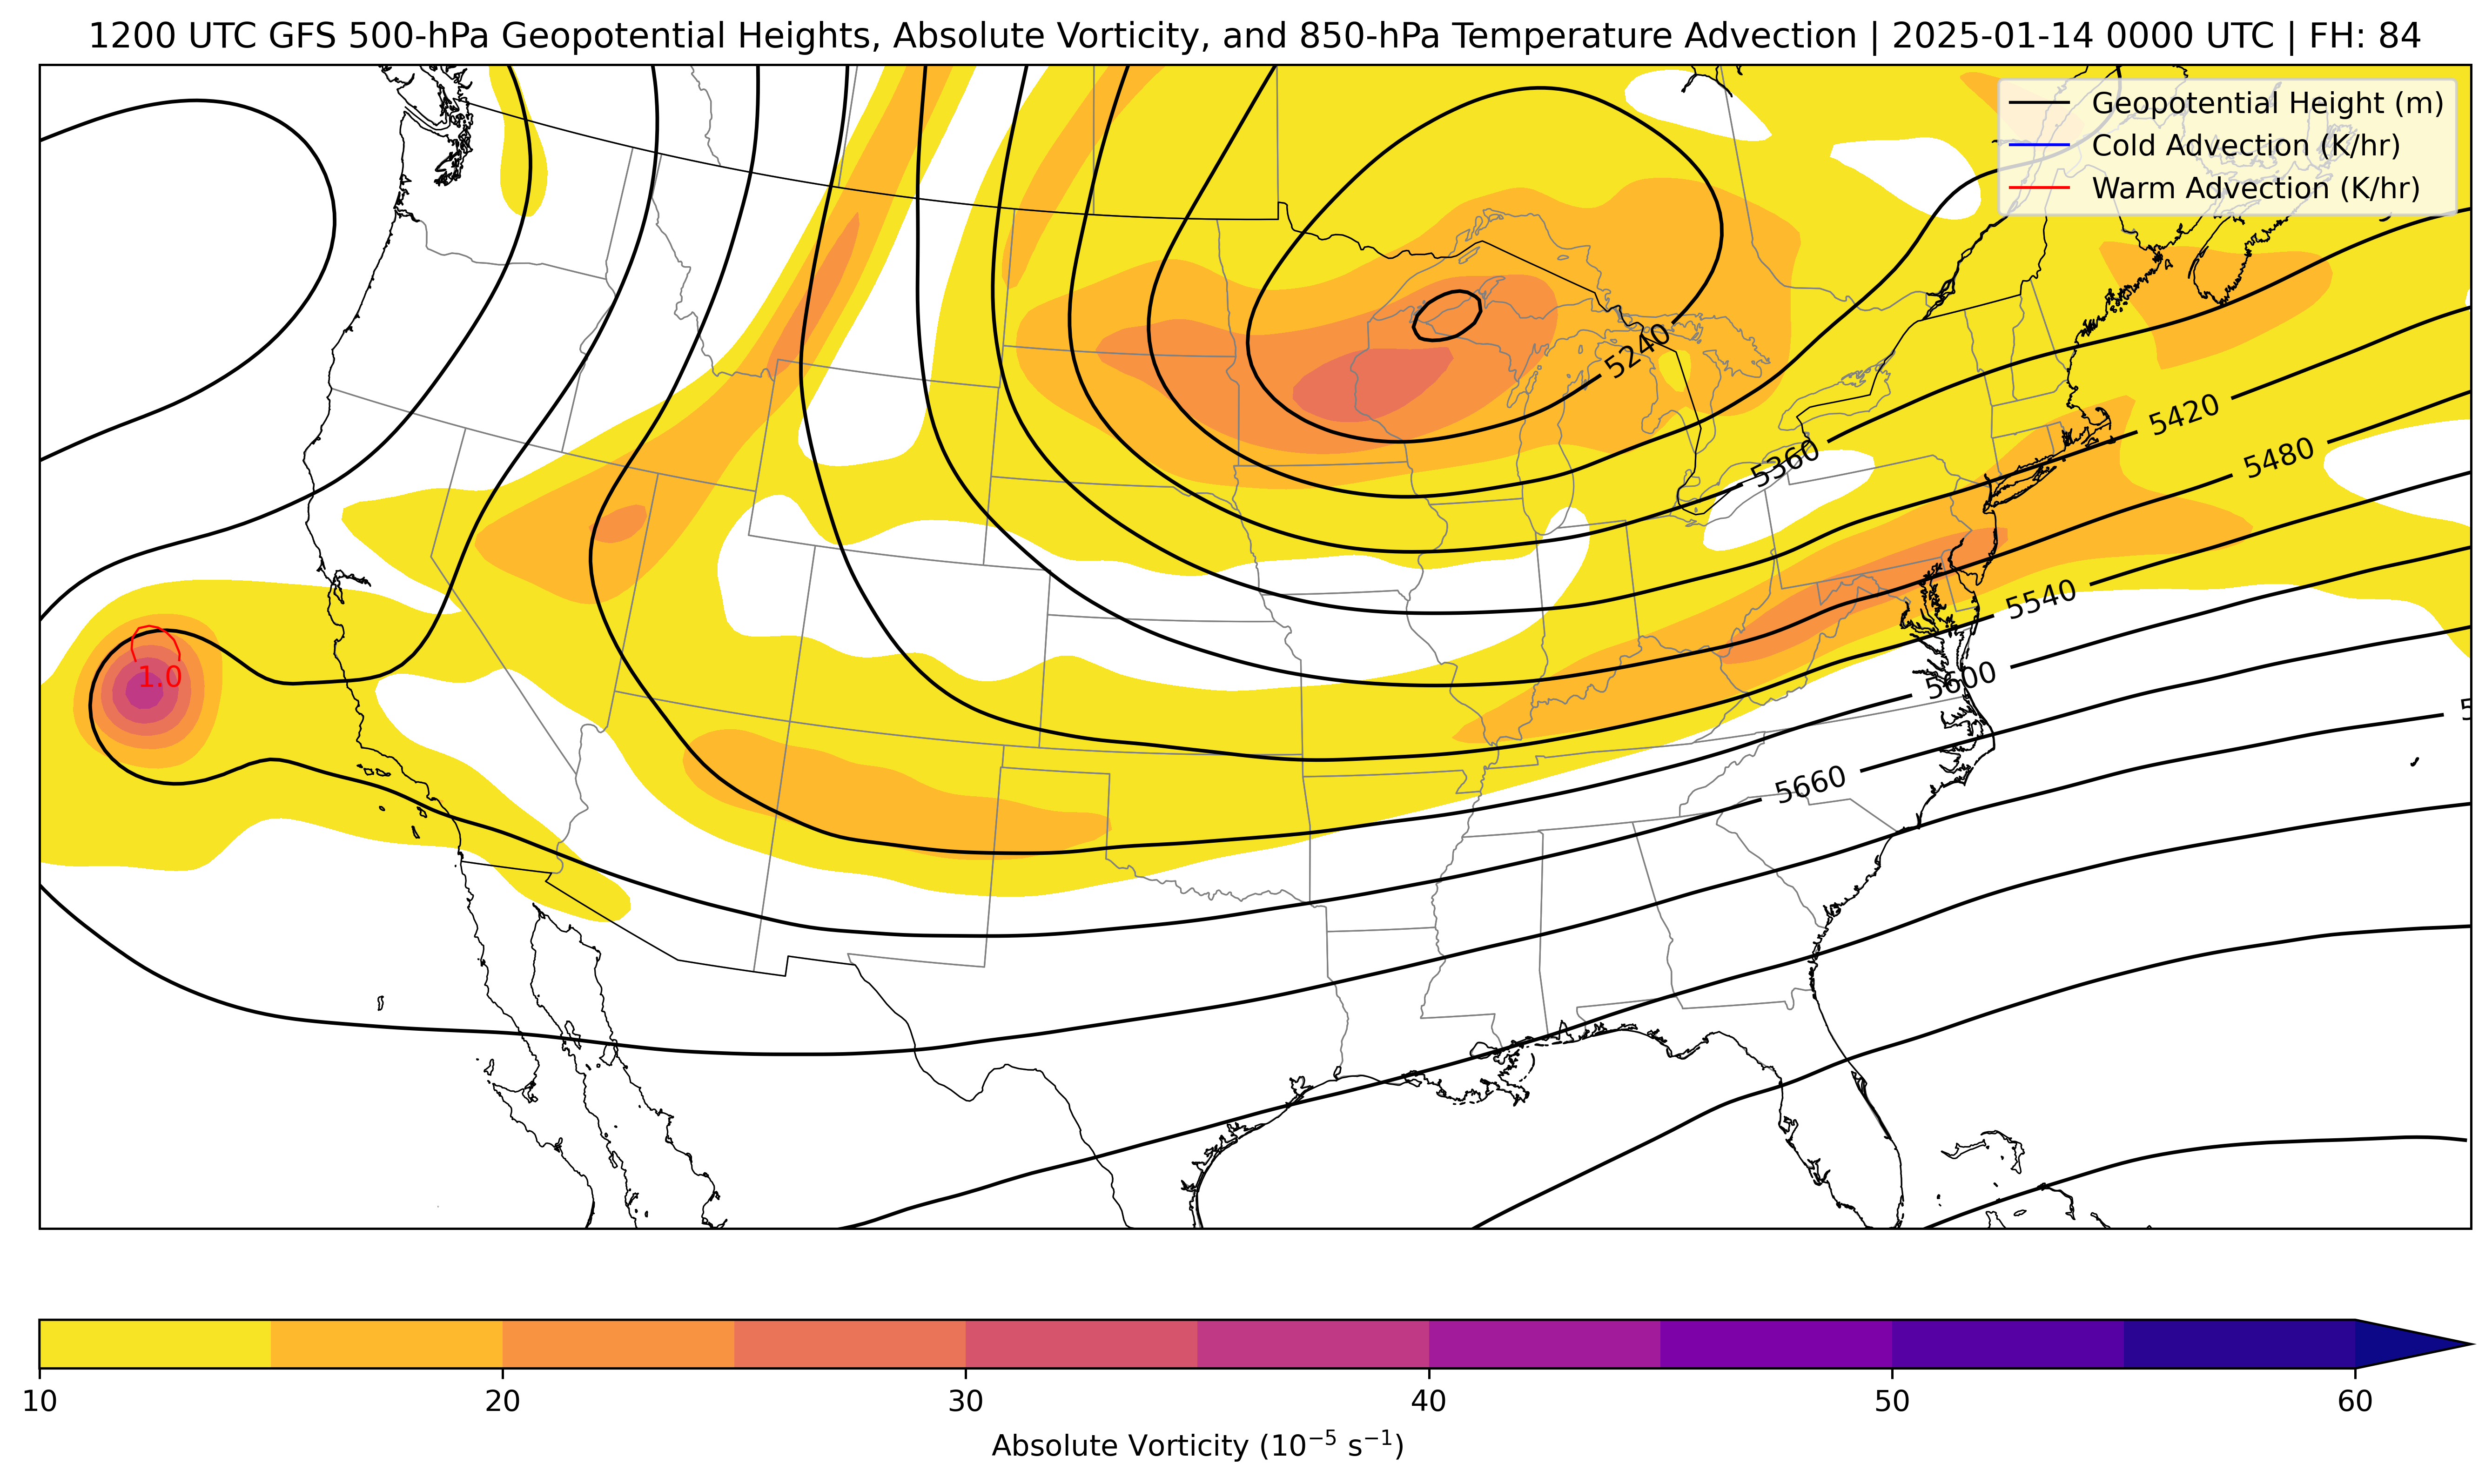 1200 UTC GFS 500-hPa Geopotential Heights, Absolute Vorticity, and 850-hPa Temperature Advection | 2025-01-14 0000 UTC | FH: 84
Geopotential Height (m)
Cold Advection (K/hr)
Warm Advection (K/hr)
5240
5420
5360
5480
5540
1.0
5600
5660
10 20 30 40 50 60
Absolute Vorticity (10⁻⁵ s⁻¹)